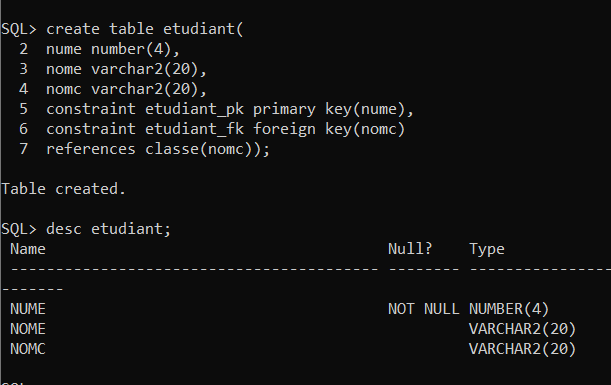 SQL> create table etudiant(
  2  nume number(4),
  3  nome varchar2(20),
  4  nomc varchar2(20),
  5  constraint etudiant_pk primary key(nume),
  6  constraint etudiant_fk foreign key(nomc)
  7  references classe(nomc));
Table created.
SQL> desc etudiant;
 Name                                      Null?    Type
 ----------------------------------------- -------- ---------------
-------
 NUME                                      NOT NULL NUMBER(4)
 NOME                                               VARCHAR2(20)
 NOMC                                               VARCHAR2(20)
SQL>